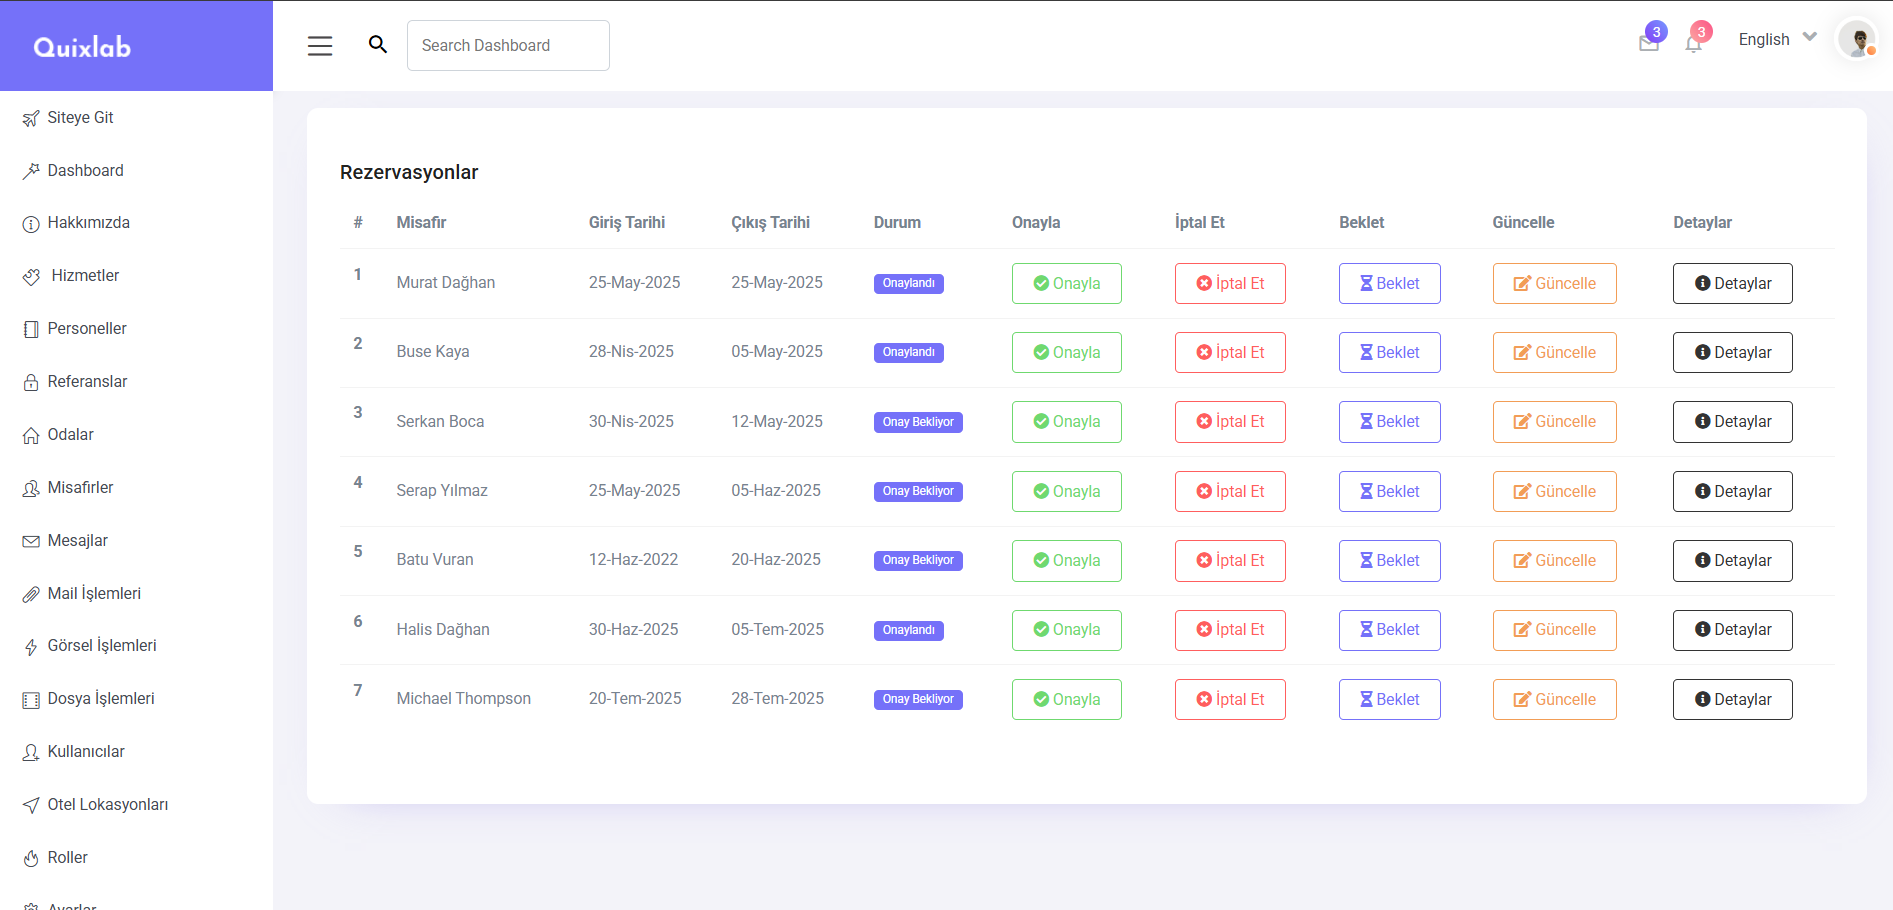 Quixlab
Search Dashboard
3
3
English
Siteye Git
Dashboard
Hakkımızda
Hizmetler
Personeller
Referanslar
Odalar
Misafirler
Mesajlar
Mail İşlemleri
Görsel İşlemleri
Dosya İşlemleri
Kullanıcılar
Otel Lokasyonları
Roller
Ayarlar
Rezervasyonlar
# Misafir Giriş Tarihi Çıkış Tarihi Durum Onayla İptal Et Beklet Güncelle Detaylar
1 Murat Dağhan 25-May-2025 25-May-2025 Onaylandı Onayla İptal Et Beklet Güncelle Detaylar
2 Buse Kaya 28-Nis-2025 05-May-2025 Onaylandı Onayla İptal Et Beklet Güncelle Detaylar
3 Serkan Boca 30-Nis-2025 12-May-2025 Onay Bekliyor Onayla İptal Et Beklet Güncelle Detaylar
4 Serap Yılmaz 25-May-2025 05-Haz-2025 Onay Bekliyor Onayla İptal Et Beklet Güncelle Detaylar
5 Batu Vuran 12-Haz-2022 20-Haz-2025 Onay Bekliyor Onayla İptal Et Beklet Güncelle Detaylar
6 Halis Dağhan 30-Haz-2025 05-Tem-2025 Onaylandı Onayla İptal Et Beklet Güncelle Detaylar
7 Michael Thompson 20-Tem-2025 28-Tem-2025 Onay Bekliyor Onayla İptal Et Beklet Güncelle Detaylar